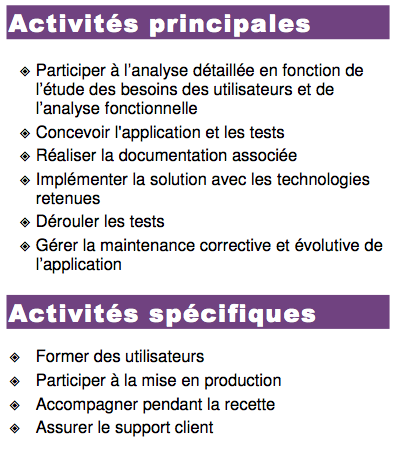 Activités principales
Participer à l'analyse détaillée en fonction de
l'étude des besoins des utilisateurs et de
l'analyse fonctionnelle
Concevoir l'application et les tests
Réaliser la documentation associée
Implémenter la solution avec les technologies
retenues
Dérouler les tests
Gérer la maintenance corrective et évolutive de
l'application
Activités spécifiques
Former des utilisateurs
Participer à la mise en production
Accompagner pendant la recette
Assurer le support client